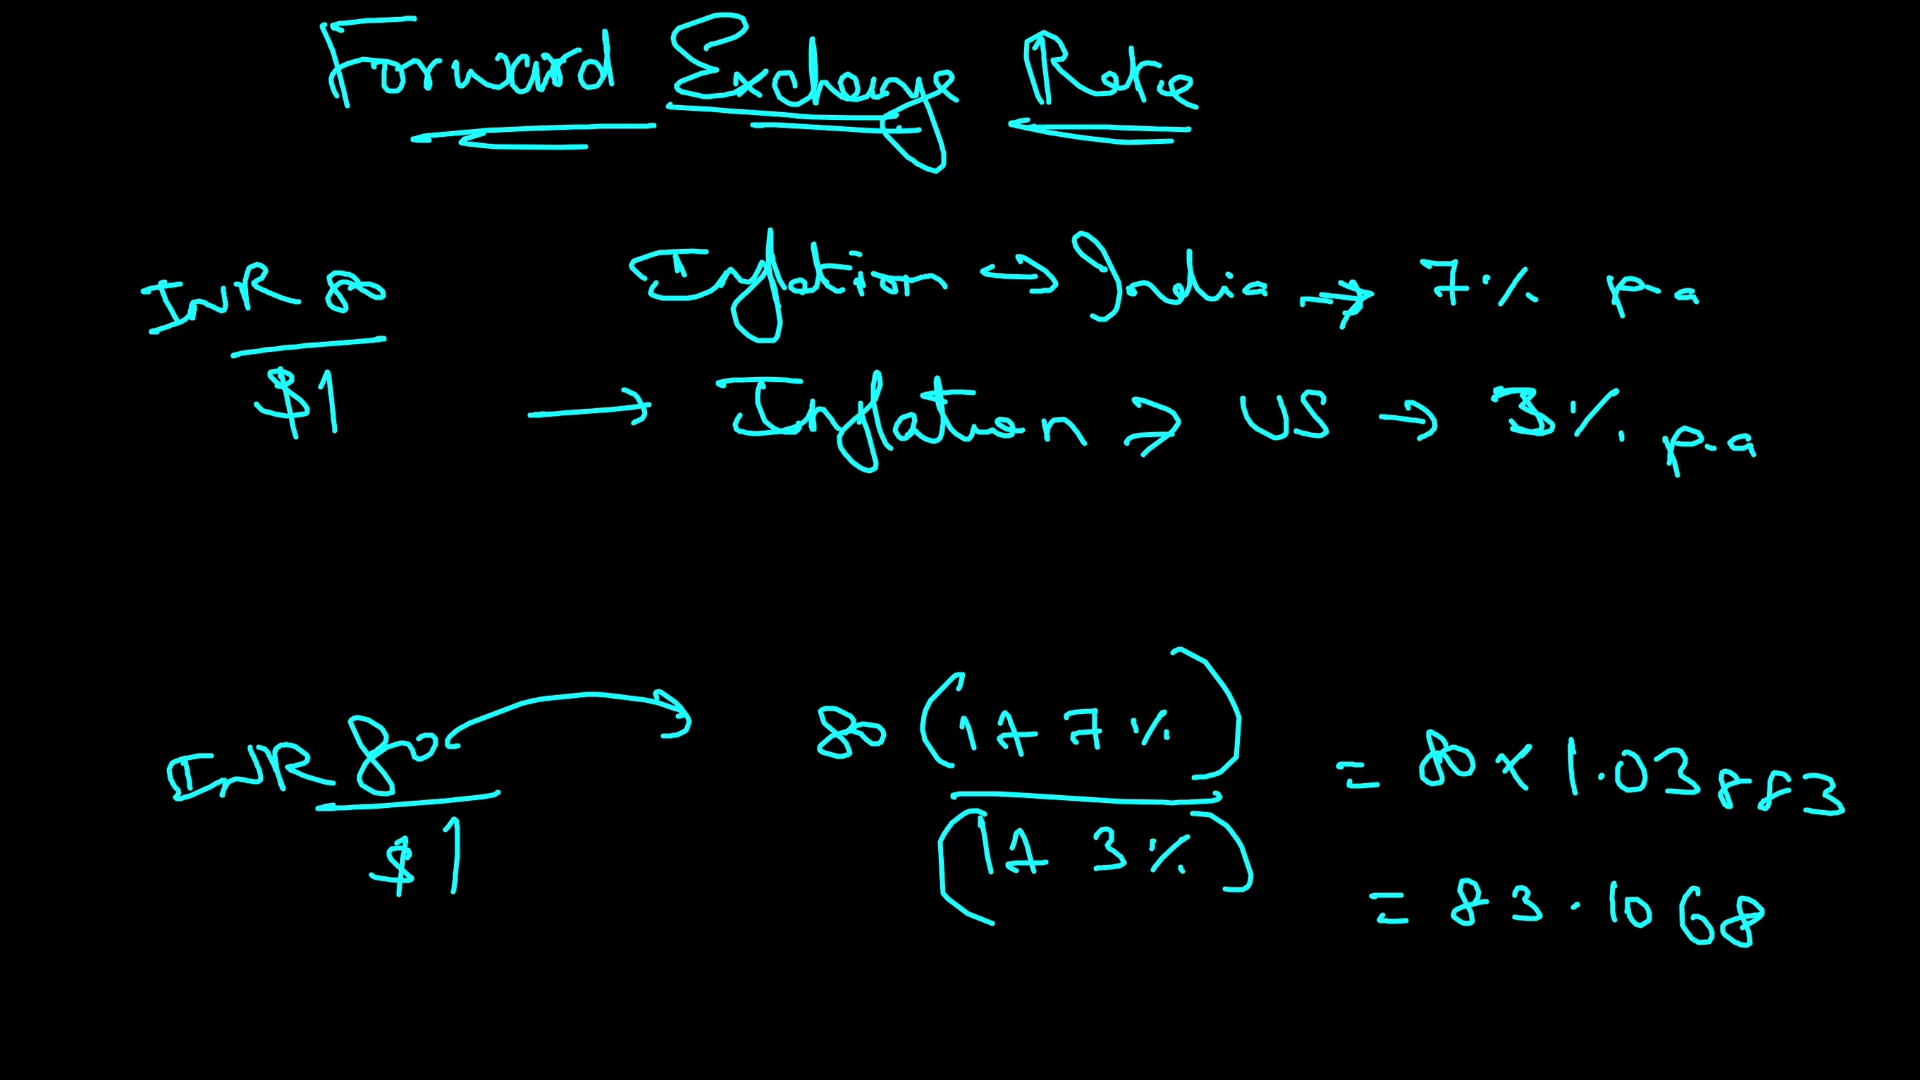 Forward Exchange Rate
INR 80 / $1
Inflation → India → 7% p.a
→ Inflation → US → 3% p.a
INR 80 / $1 → 80 (1+7%) / (1+3%) = 80 × 1.03883
= 83.1068